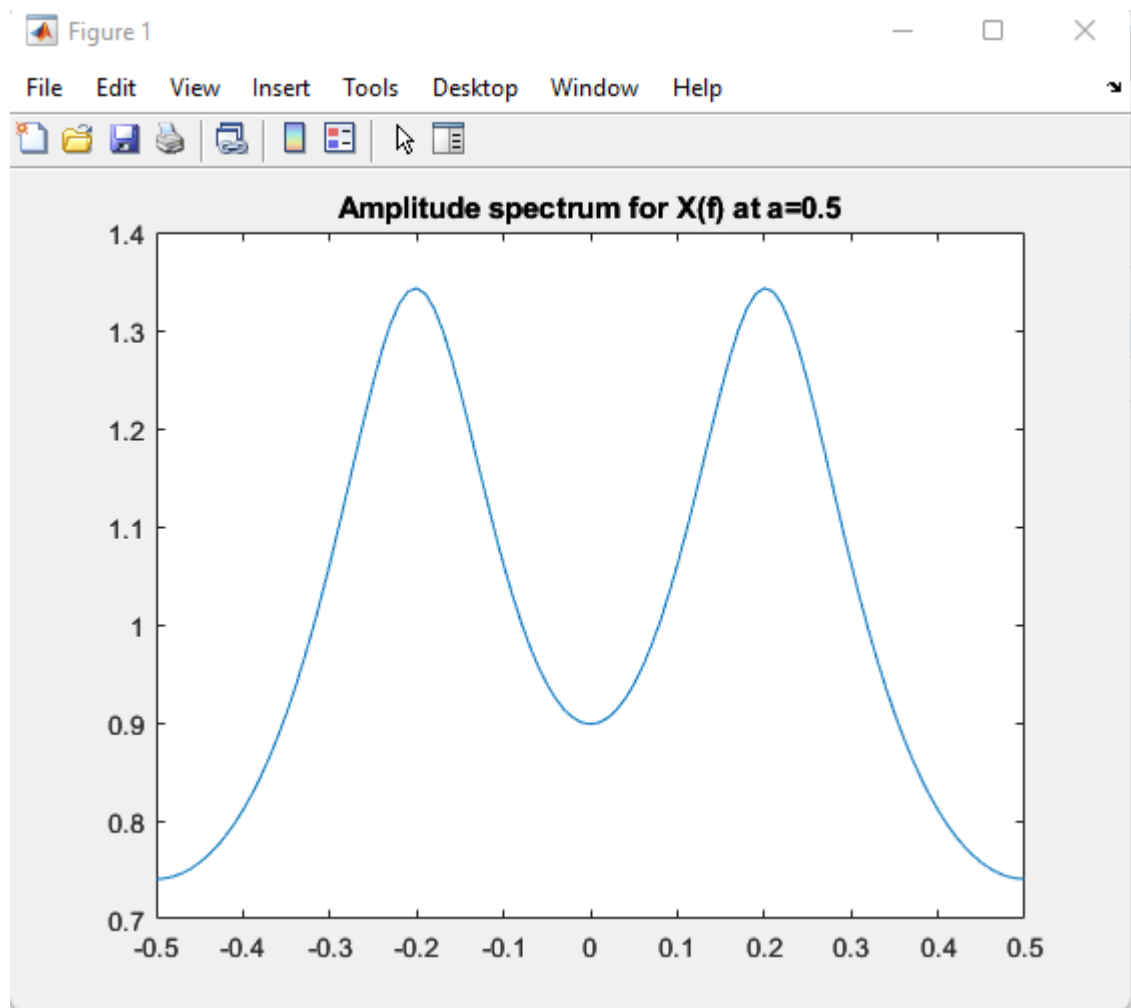 Figure 1
File Edit View Insert Tools Desktop Window Help
Amplitude spectrum for X(f) at a=0.5
1.4
1.3
1.2
1.1
1
0.9
0.8
0.7
-0.5 -0.4 -0.3 -0.2 -0.1 0 0.1 0.2 0.3 0.4 0.5